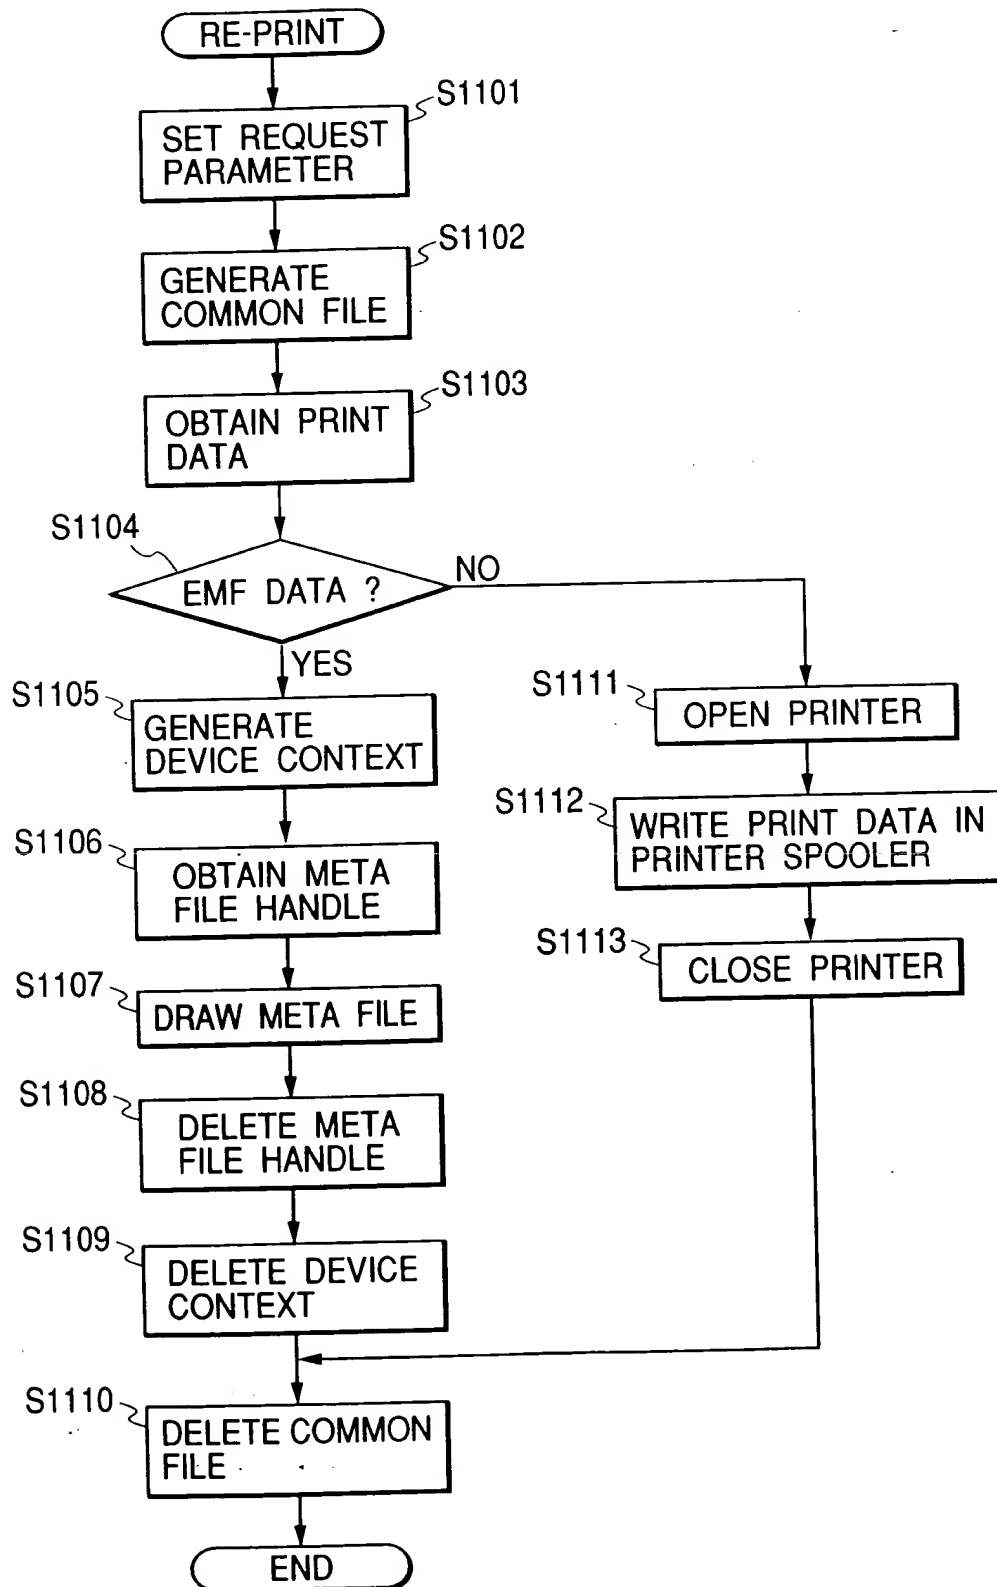 RE-PRINT
S1101
SET REQUEST
PARAMETER
S1102
GENERATE
COMMON FILE
S1103
OBTAIN PRINT
DATA
S1104
EMF DATA ?
NO
YES
S1105
GENERATE
DEVICE CONTEXT
S1106
OBTAIN META
FILE HANDLE
S1107
DRAW META FILE
S1108
DELETE META
FILE HANDLE
S1109
DELETE DEVICE
CONTEXT
S1111
OPEN PRINTER
S1112
WRITE PRINT DATA IN
PRINTER SPOOLER
S1113
CLOSE PRINTER
S1110
DELETE COMMON
FILE
END